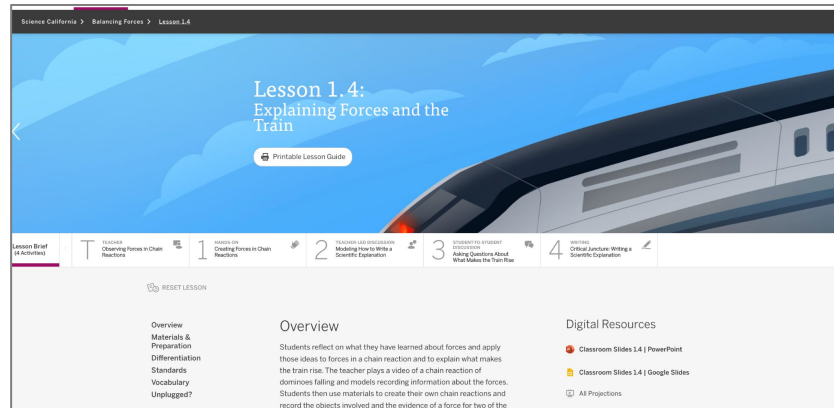 Science California > Balancing Forces > Lesson 1.4
Lesson 1.4:
Explaining Forces and the
Train
Printable Lesson Guide
Lesson Brief
(4 Activities)
T
TEACHER
Observing Forces in Chain
Reactions
1
HANDS-ON
Creating Forces in Chain
Reactions
2
TEACHER-LED DISCUSSION
Modeling How to Write a
Scientific Explanation
3
STUDENT-TO-STUDENT
DISCUSSION
Asking Questions About
What Makes the Train Rise
4
WRITING
Critical Juncture: Writing a
Scientific Explanation
RESET LESSON
Overview
Materials &
Preparation
Differentiation
Standards
Vocabulary
Unplugged?
Overview
Students reflect on what they have learned about forces and apply
those ideas to forces in a chain reaction and to explain what makes
the train rise. The teacher plays a video of a chain reaction of
dominoes falling and models recording information about the forces.
Students then use materials to create their own chain reactions and
record the objects involved and the evidence of a force for two of the
Digital Resources
Classroom Slides 1.4 | PowerPoint
Classroom Slides 1.4 | Google Slides
All Projections